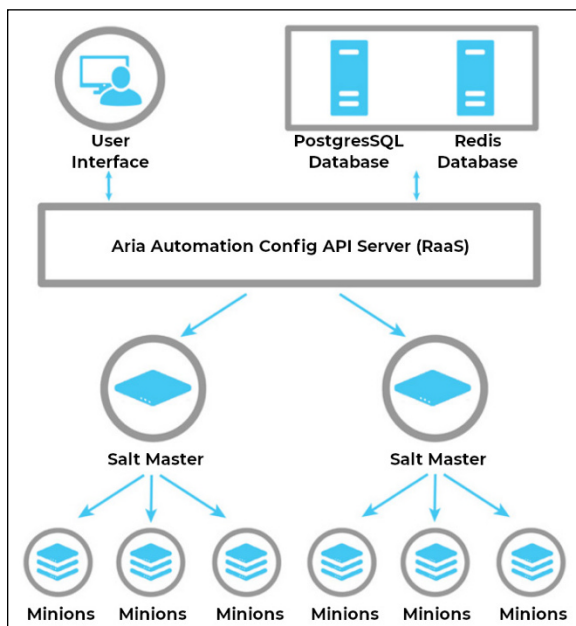 User
Interface
PostgresSQL
Database
Redis
Database
Aria Automation Config API Server (RaaS)
Salt Master
Salt Master
Minions
Minions
Minions
Minions
Minions
Minions